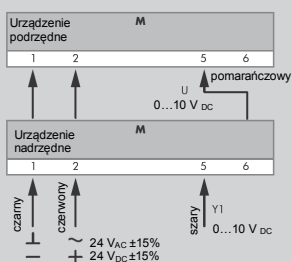 Urządzenie M
podrzędne
1 2 5 6
pomarańczowy
U
0...10 V DC
Urządzenie M
nadrzędne
1 2 5 6
czarny czerwony szary Y1
0...10 V DC
⊥ ~ 24 VAC ±15%
− + 24 VDC ±15%